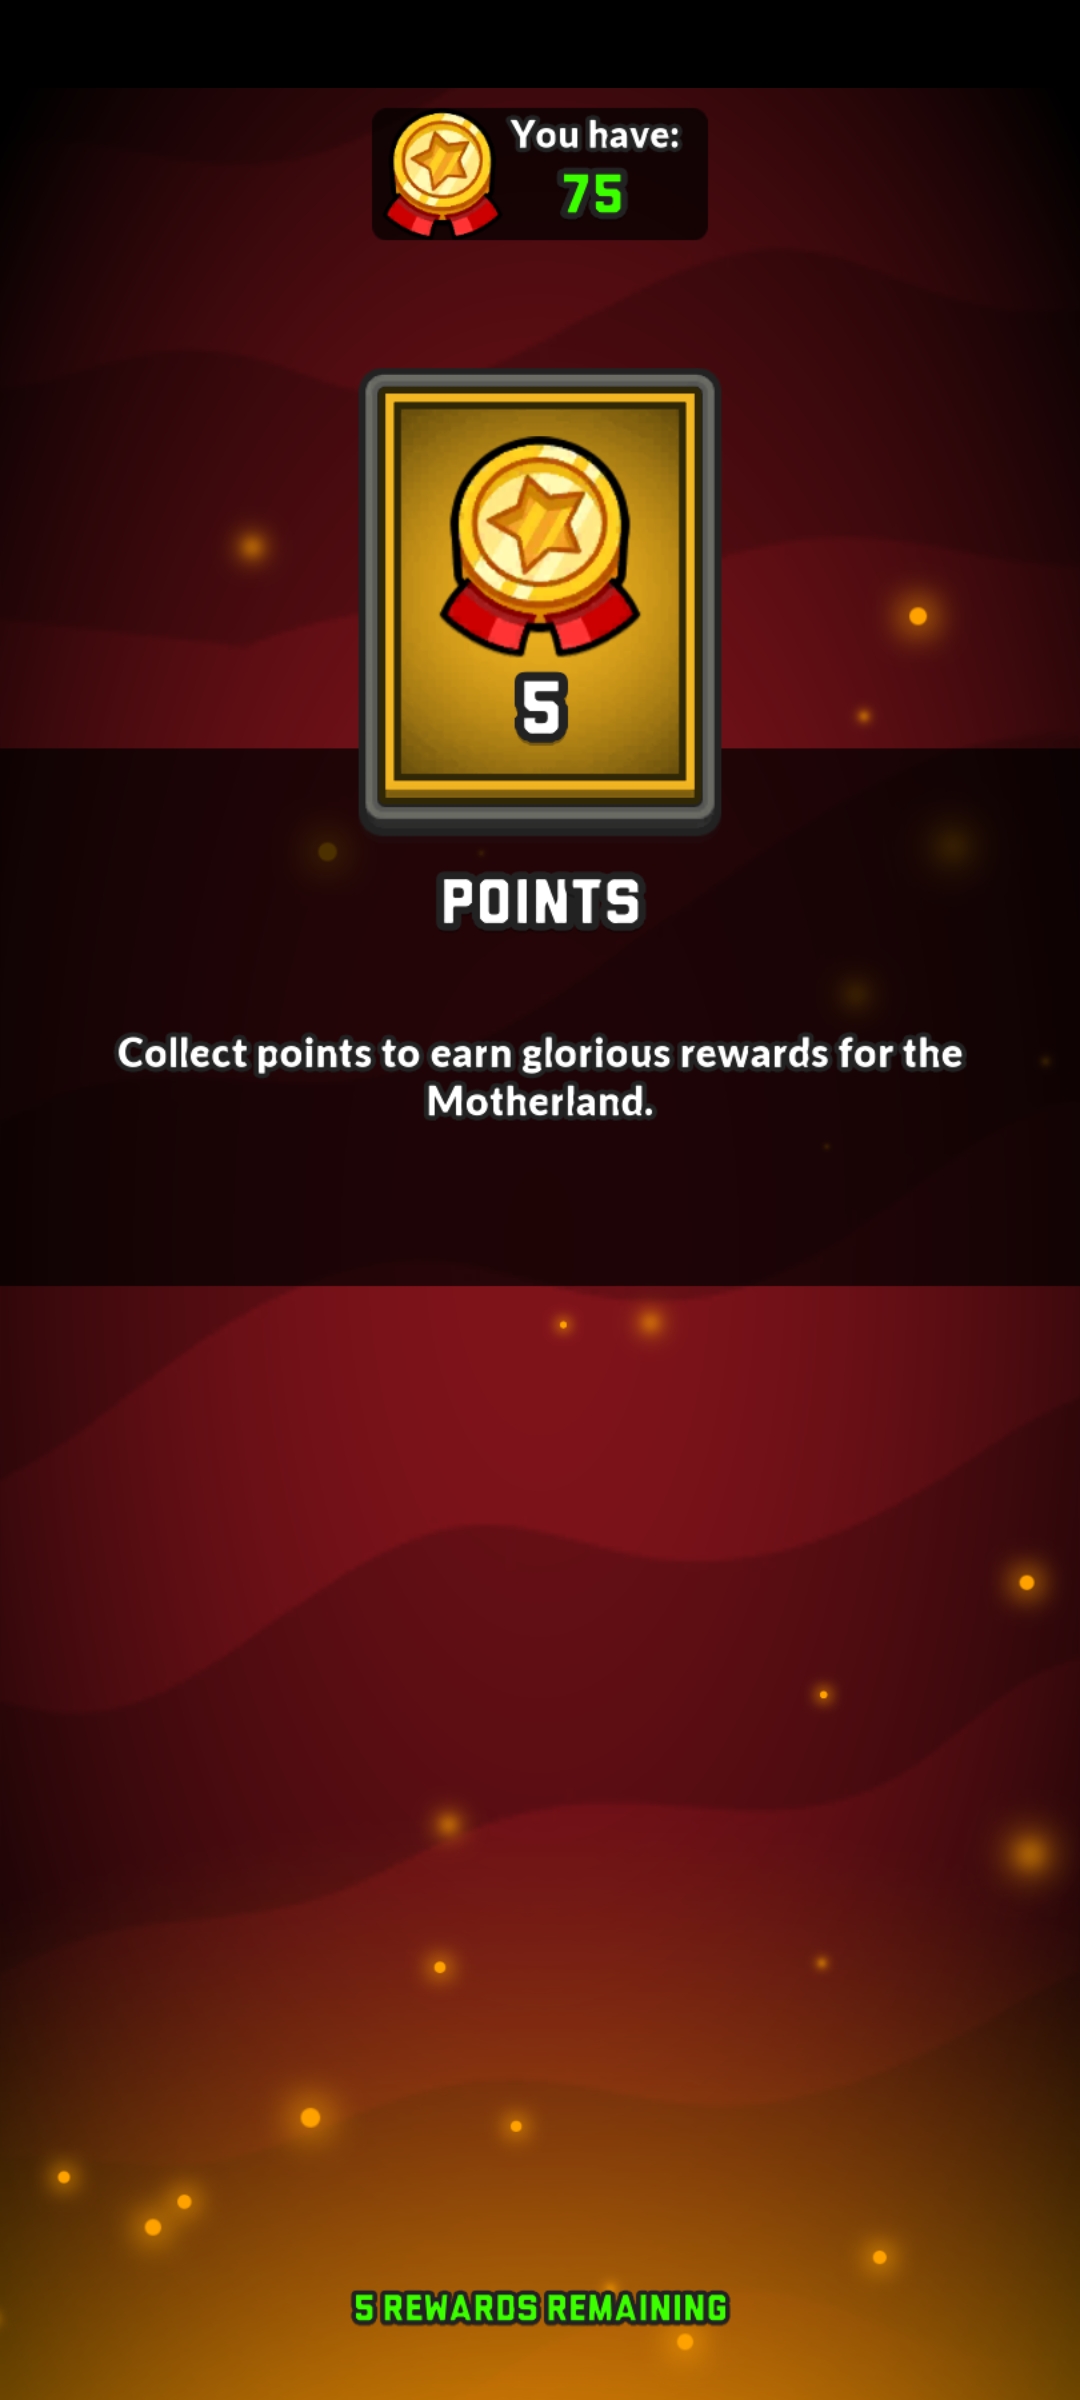 You have:
75
5
POINTS
Collect points to earn glorious rewards for the
Motherland.
5 REWARDS REMAINING